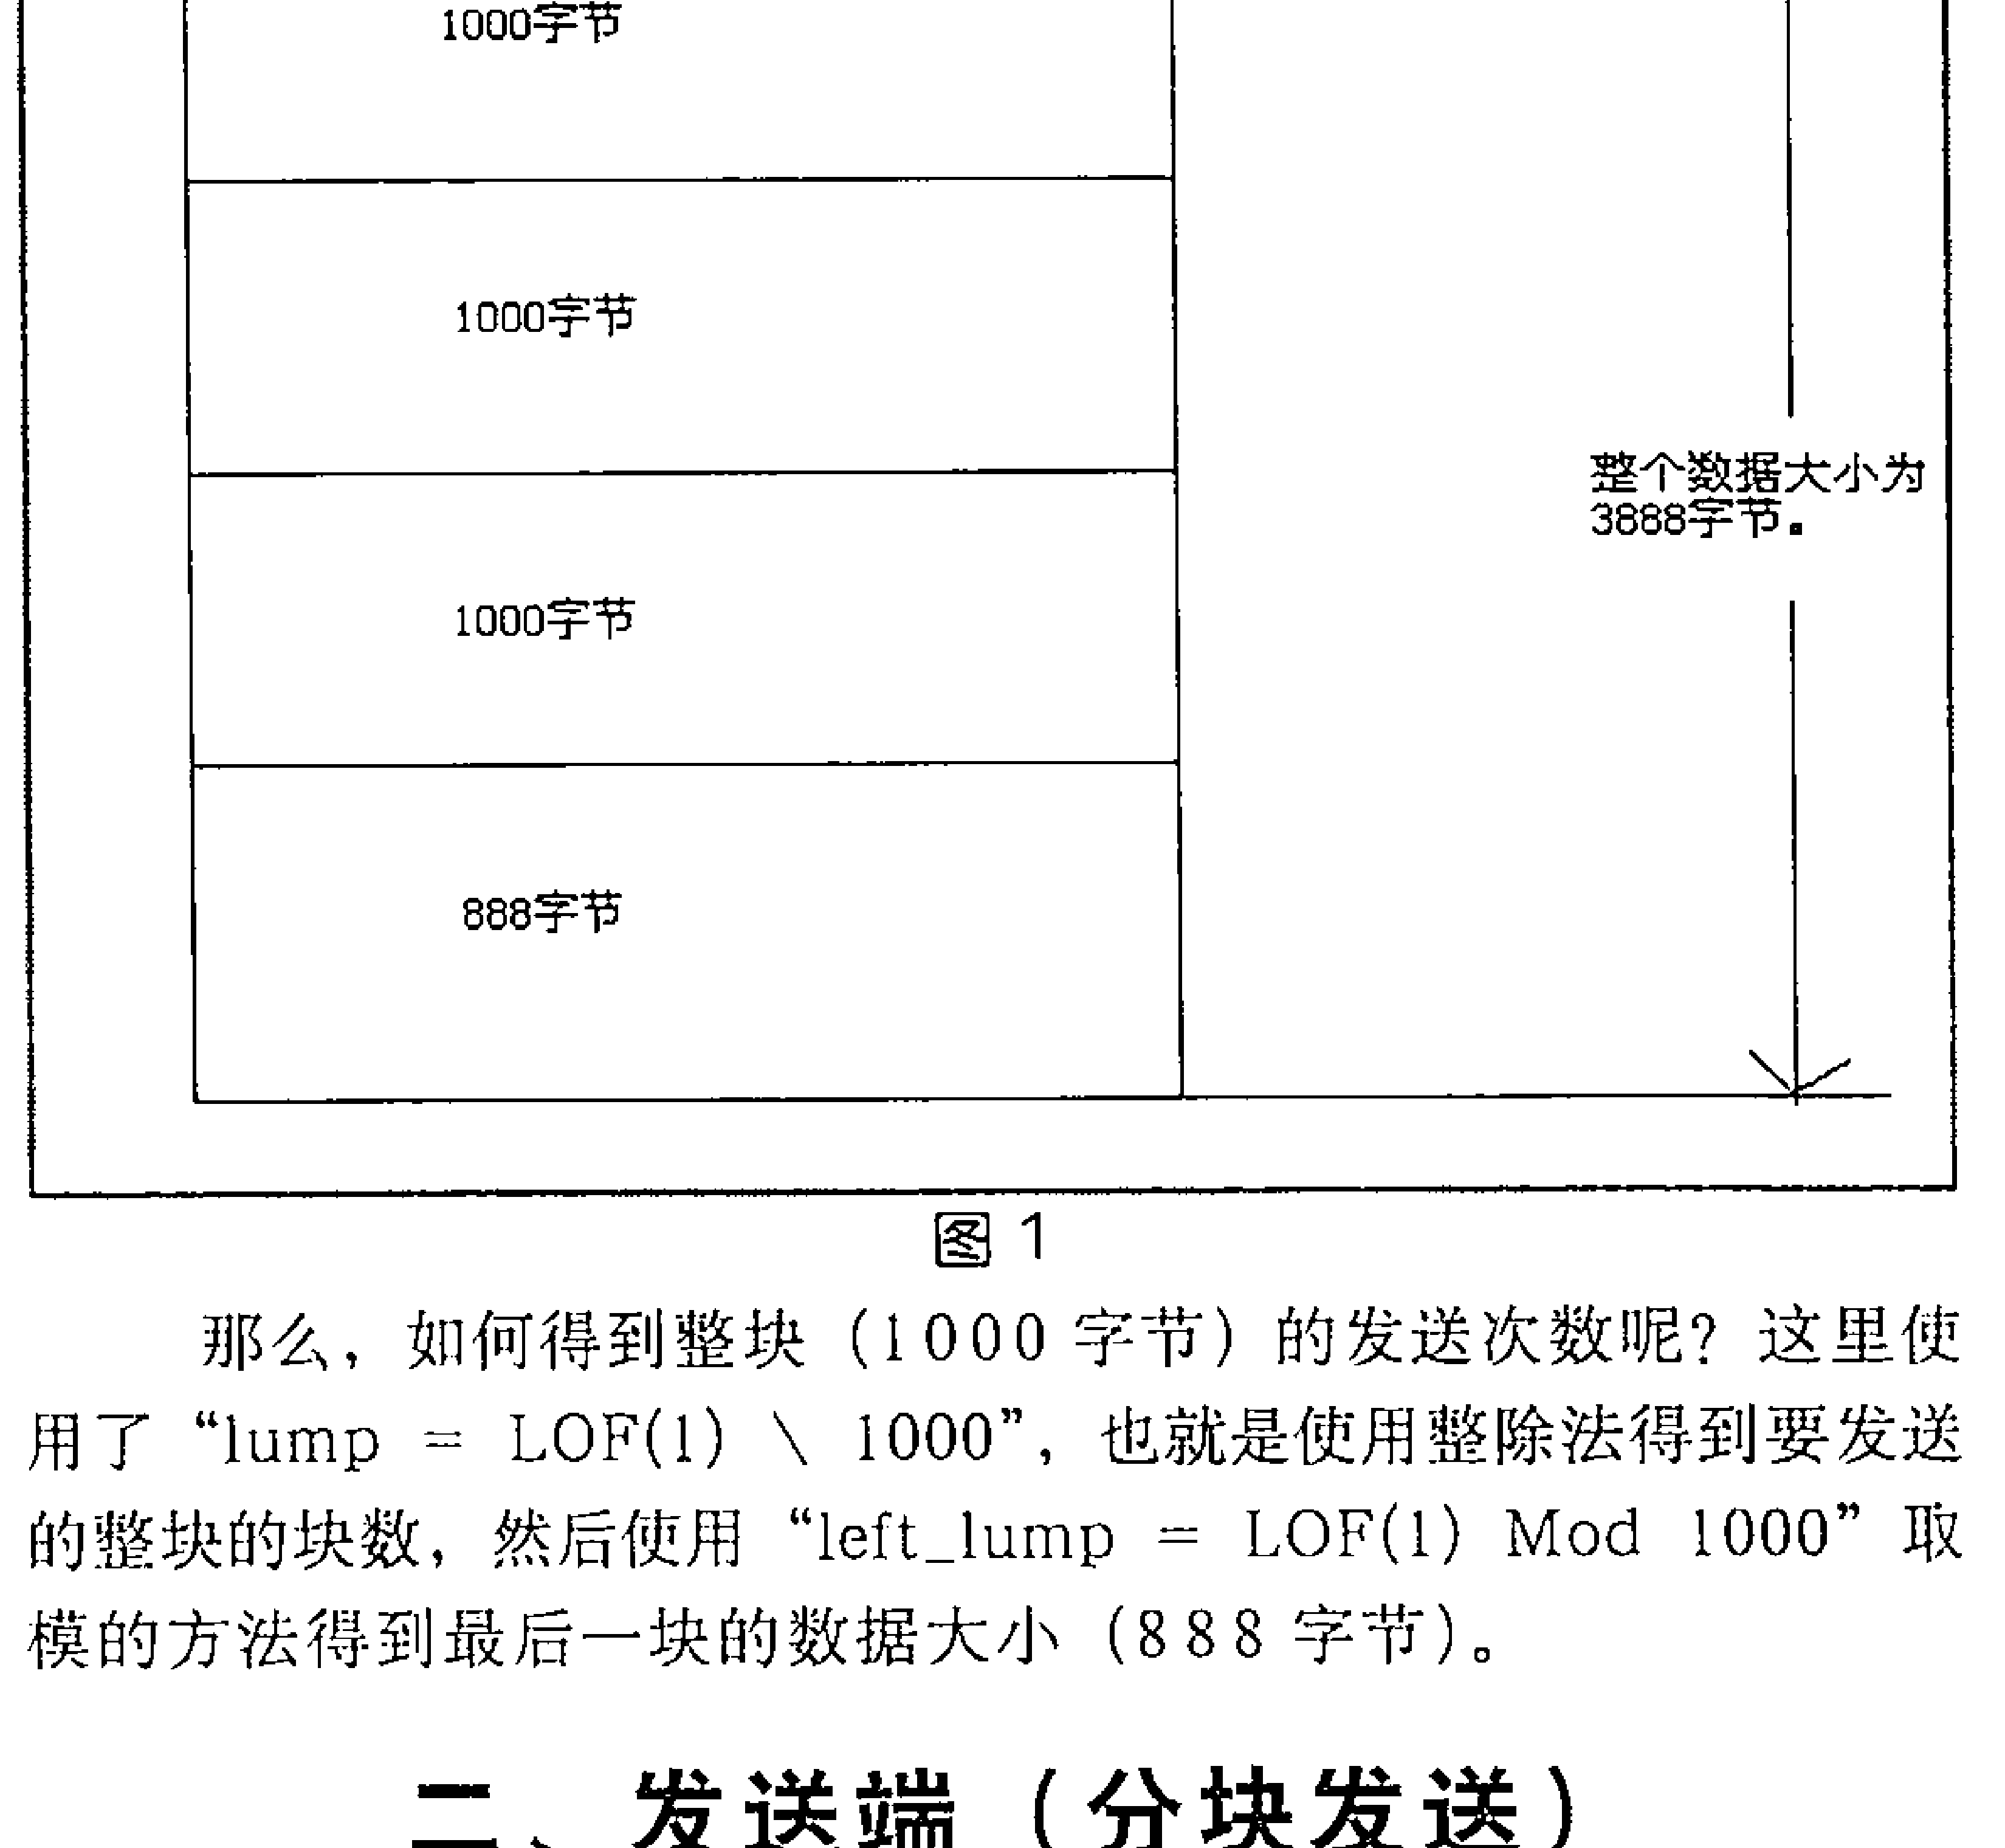 1000字节
1000字节
整个数据大小为
3888字节。
1000字节
888字节
图 1
那么，如何得到整块（1000 字节）的发送次数呢？这里使
用了“lump = LOF(1) \ 1000”，也就是使用整除法得到要发送
的整块的块数，然后使用“left_lump = LOF(1) Mod 1000”取
模的方法得到最后一块的数据大小（888 字节）。
二、发送端（分块发送）